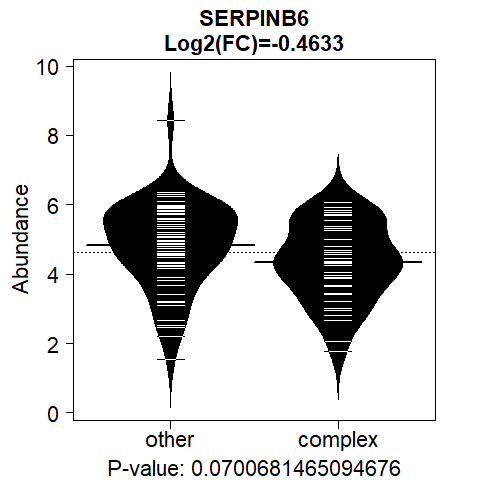 SERPINB6
Log2(FC)=-0.4633
Abundance
10
8
6
4
2
0
other complex
P-value: 0.0700681465094676